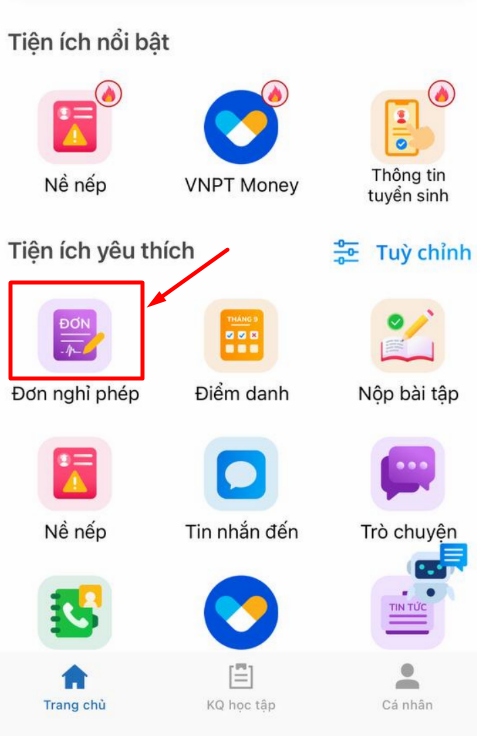 Tiện ích nổi bật
Nề nếp
VNPT Money
Thông tin
tuyển sinh
Tiện ích yêu thích
Tuỳ chỉnh
ĐƠN
THÁNG 9
Đơn nghỉ phép
Điểm danh
Nộp bài tập
Nề nếp
Tin nhắn đến
Trò chuyện
TIN TỨC
Trang chủ
KQ học tập
Cá nhân